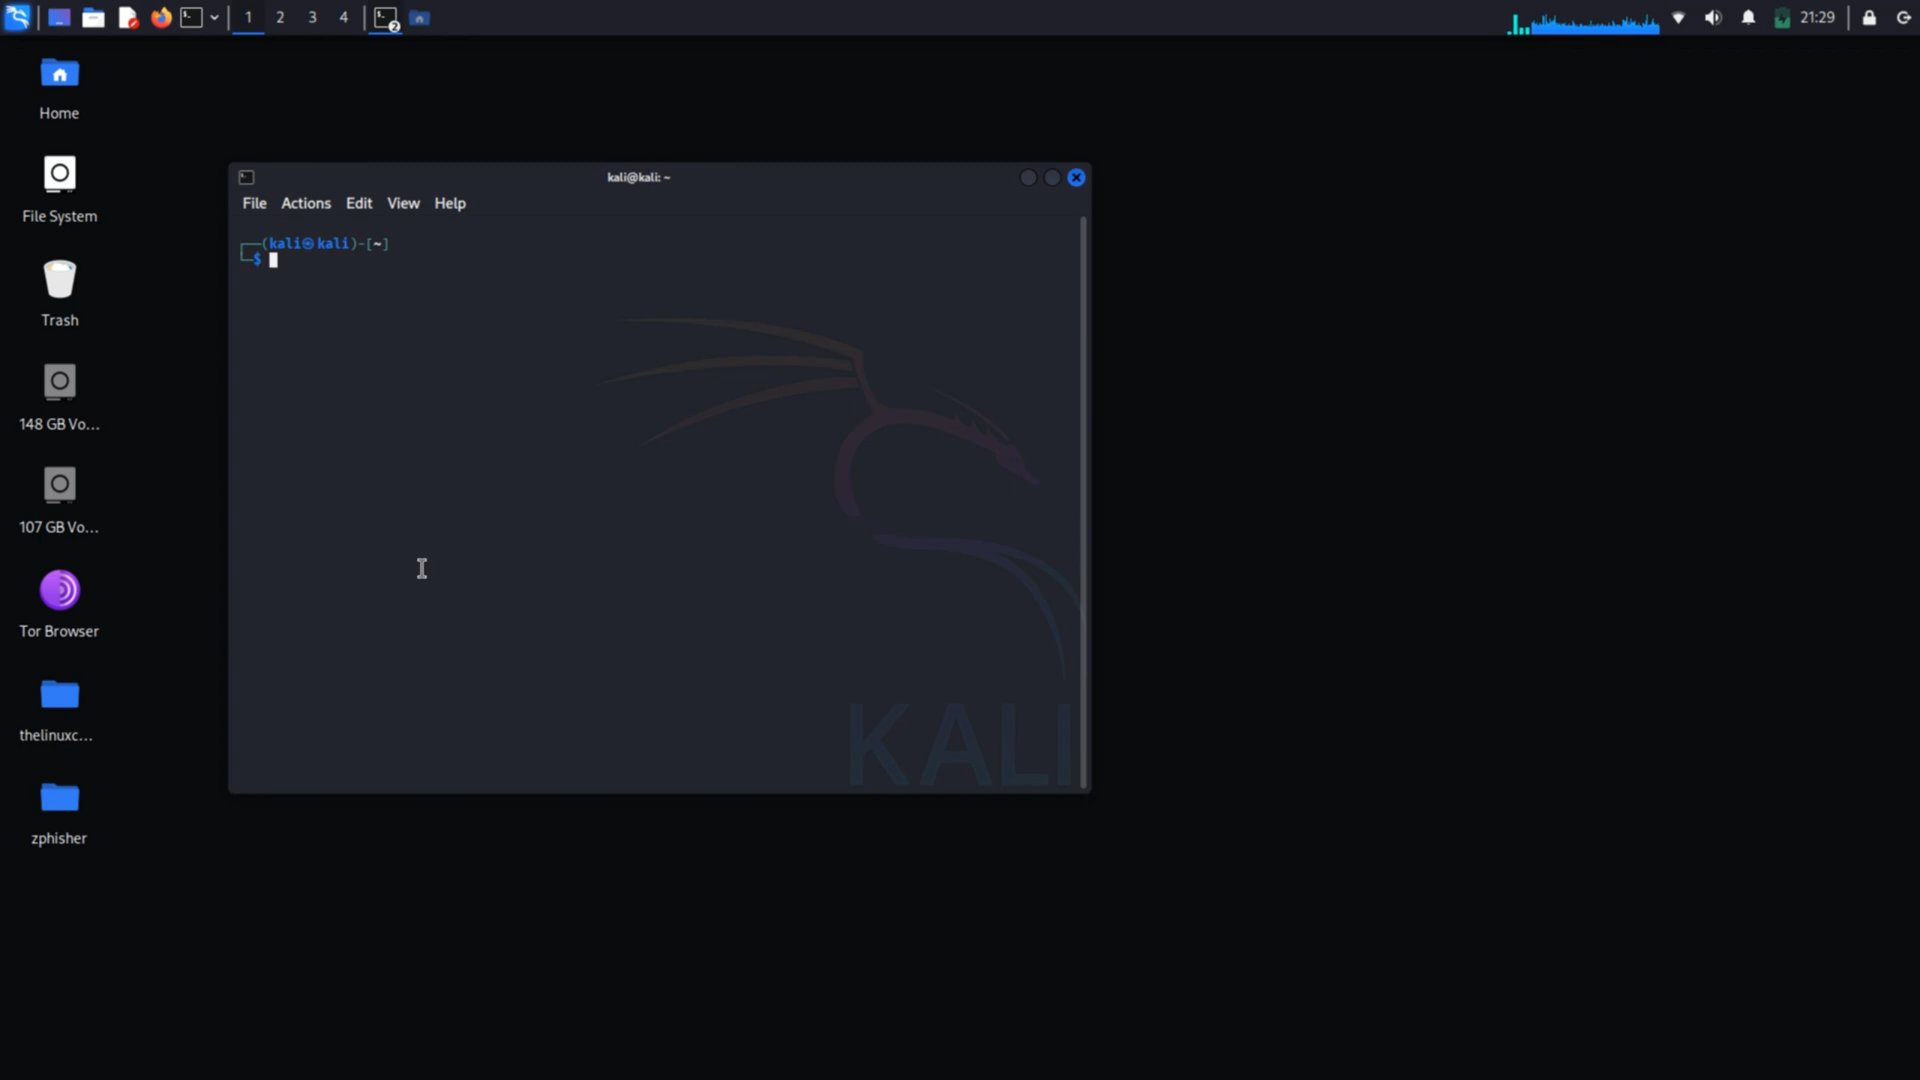 1 2 3 4 2 21:29
Home
File System
Trash
148 GB Vo...
107 GB Vo...
Tor Browser
thelinuxc...
zphisher
kali@kali: ~
File Actions Edit View Help
┌──(kali㉿kali)-[~]
└─$
KALI